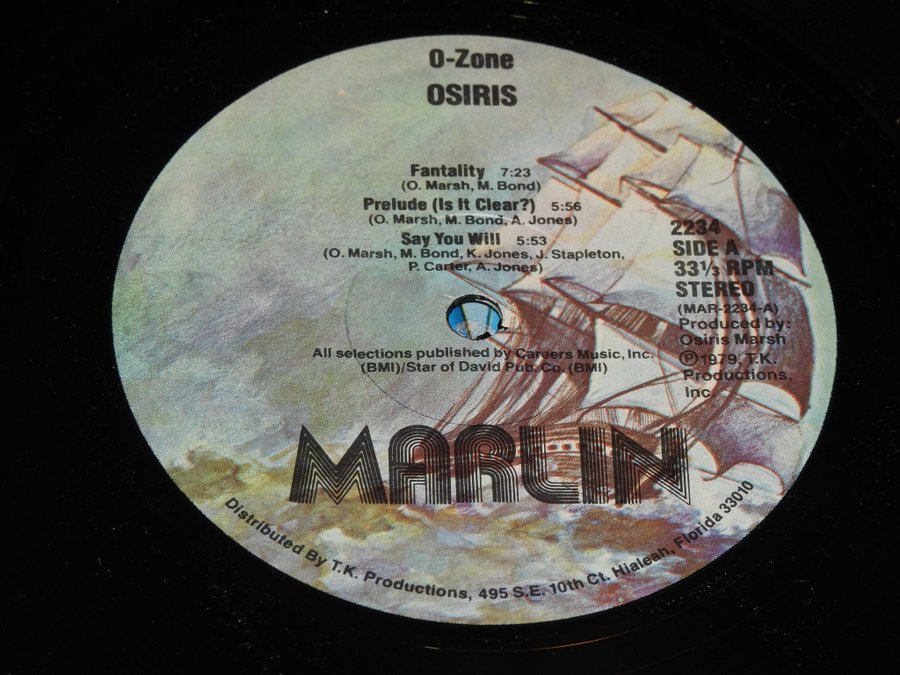 O-Zone
OSIRIS
Fantality 7:23
(O. Marsh, M. Bond)
Prelude (Is It Clear?) 5:56
(O. Marsh, M. Bond, A. Jones)
Say You Will 5:53
(O. Marsh, M. Bond, K. Jones, J. Stapleton,
P. Carter, A. Jones)
2234
SIDE A
33⅓ RPM
STEREO
(MAR-2234-A)
Produced by:
Osiris Marsh
Ⓟ1979, T.K.
Productions,
Inc.
All selections published by Careers Music, Inc.
(BMI)/Star of David Pub. Co. (BMI)
MARLIN
Distributed By T.K. Productions, 495 S.E. 10th Ct. Hialeah, Florida 33010